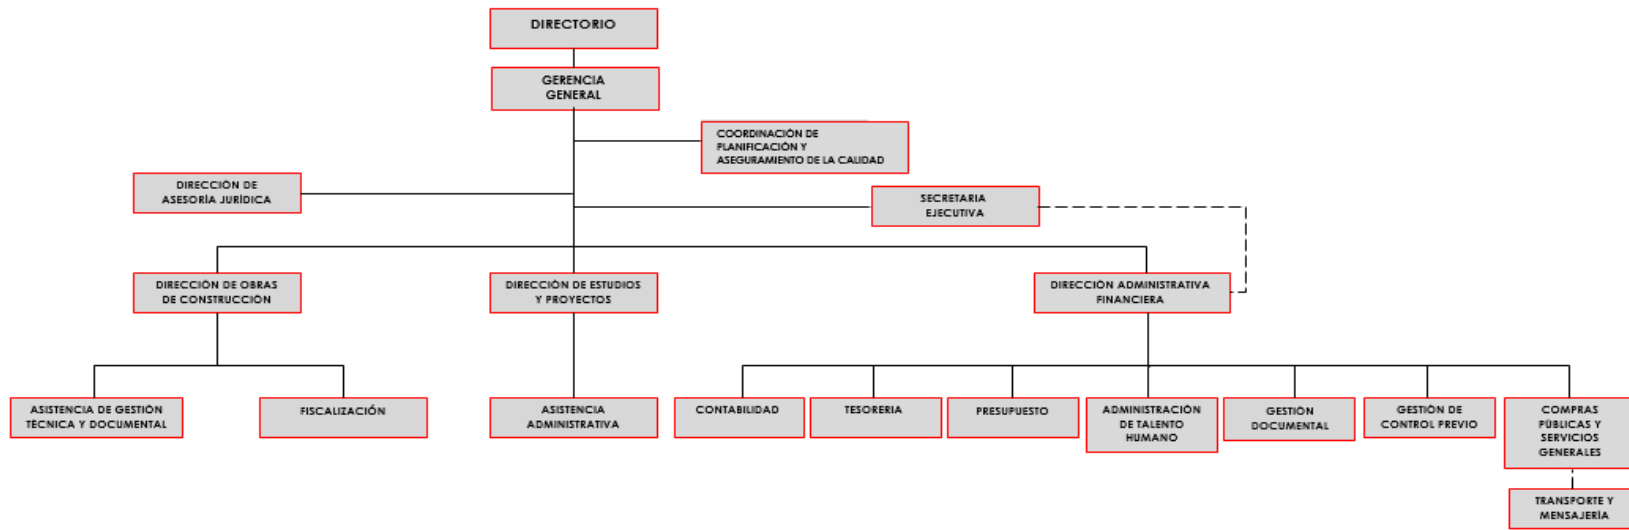 DIRECTORIO
GERENCIA
GENERAL
COORDINACIÓN DE
PLANIFICACIÓN Y
ASEGURAMIENTO DE LA CALIDAD
DIRECCIÓN DE
ASESORÍA JURÍDICA
SECRETARIA
EJECUTIVA
DIRECCIÓN DE OBRAS
DE CONSTRUCCIÓN
DIRECCIÓN DE ESTUDIOS
Y PROYECTOS
DIRECCIÓN ADMINISTRATIVA
FINANCIERA
ASISTENCIA DE GESTIÓN
TÉCNICA Y DOCUMENTAL
FISCALIZACIÓN
ASISTENCIA
ADMINISTRATIVA
CONTABILIDAD
TESORERIA
PRESUPUESTO
ADMINISTRACIÓN
DE TALENTO
HUMANO
GESTIÓN
DOCUMENTAL
GESTIÓN DE
CONTROL PREVIO
COMPRAS
PÚBLICAS Y
SERVICIOS
GENERALES
TRANSPORTE Y
MENSAJERÍA